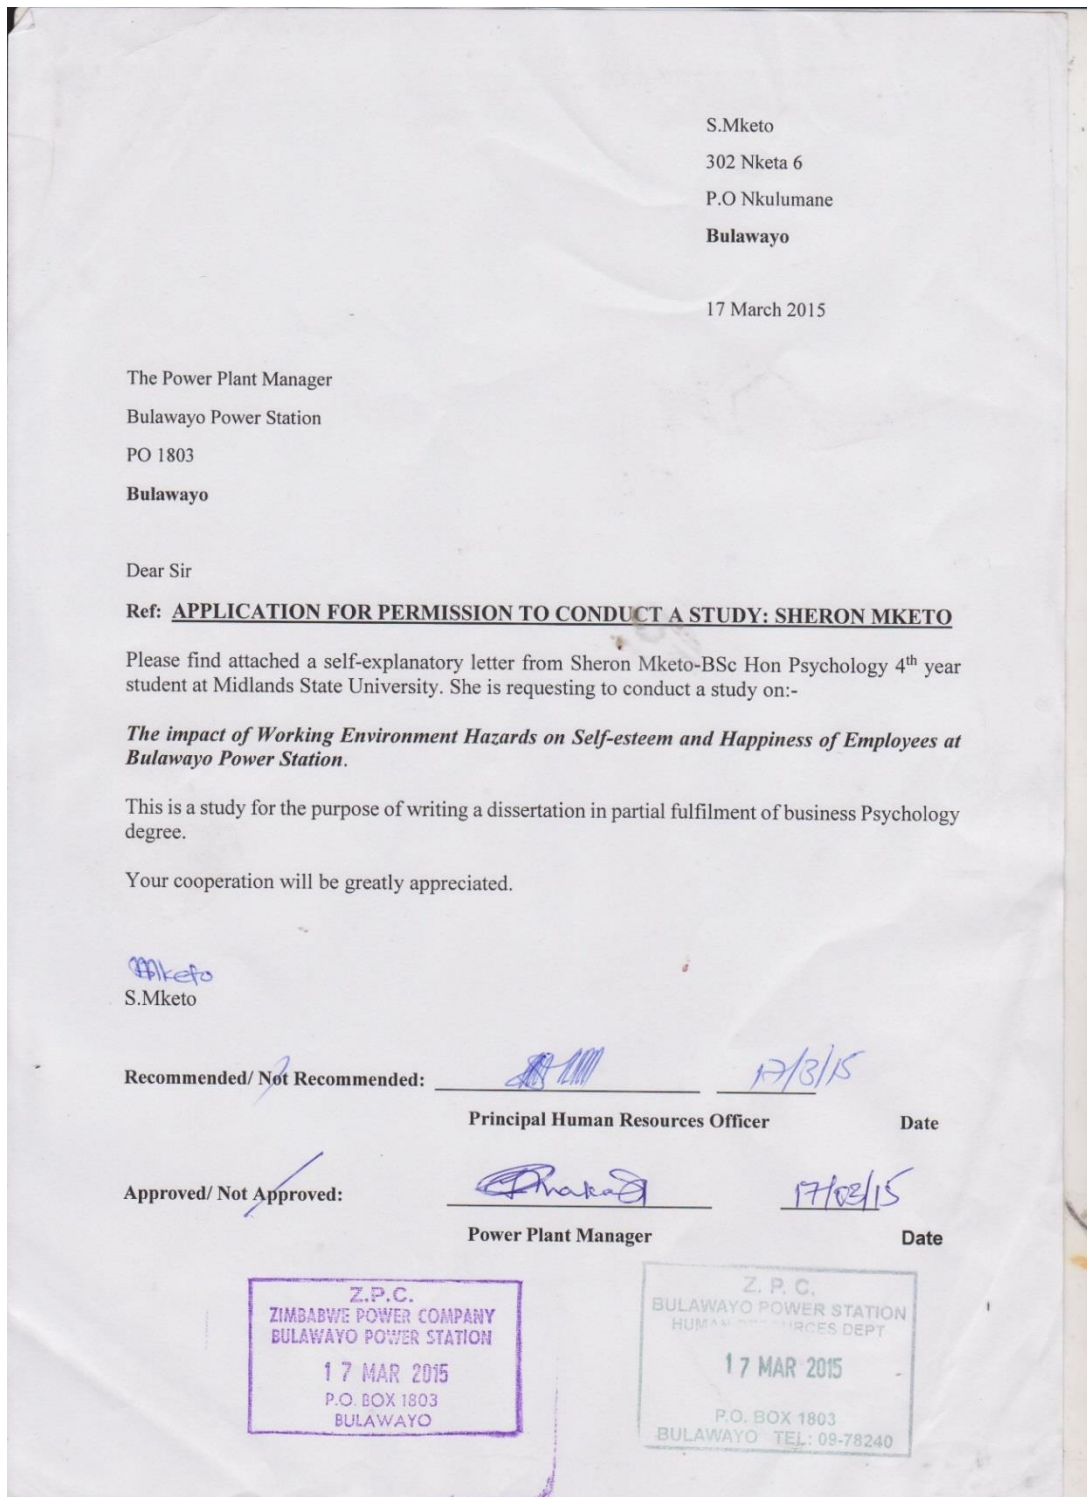 S.Mketo
302 Nketa 6
P.O Nkulumane
Bulawayo
17 March 2015
The Power Plant Manager
Bulawayo Power Station
PO 1803
Bulawayo
Dear Sir
Ref: APPLICATION FOR PERMISSION TO CONDUCT A STUDY: SHERON MKETO
Please find attached a self-explanatory letter from Sheron Mketo-BSc Hon Psychology 4th year
student at Midlands State University. She is requesting to conduct a study on:-
The impact of Working Environment Hazards on Self-esteem and Happiness of Employees at
Bulawayo Power Station.
This is a study for the purpose of writing a dissertation in partial fulfilment of business Psychology
degree.
Your cooperation will be greatly appreciated.
Mketo
S.Mketo
Recommended/ Not Recommended: 17/3/15
Principal Human Resources Officer Date
Approved/ Not Approved: 17/03/15
Power Plant Manager Date
Z.P.C.
ZIMBABWE POWER COMPANY
BULAWAYO POWER STATION
17 MAR 2015
P.O. BOX 1803
BULAWAYO
Z. P. C.
BULAWAYO POWER STATION
HUMAN RESOURCES DEPT
17 MAR 2015
P.O. BOX 1803
BULAWAYO TEL: 09-78240